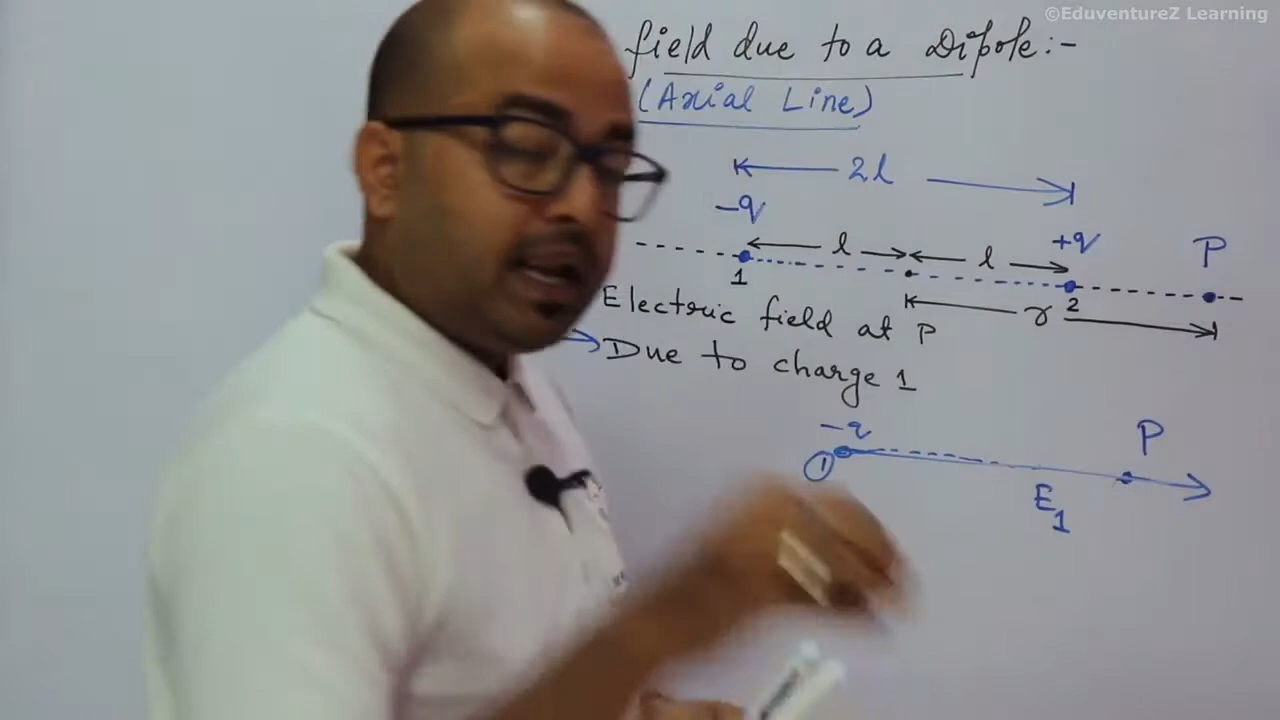 ©EduventureZ Learning
field due to a Dipole:-
(Axial Line)
2l
-q
l
l
+q
P
1
2
r
Electric field at P
Due to charge 1
-q
P
1
E1